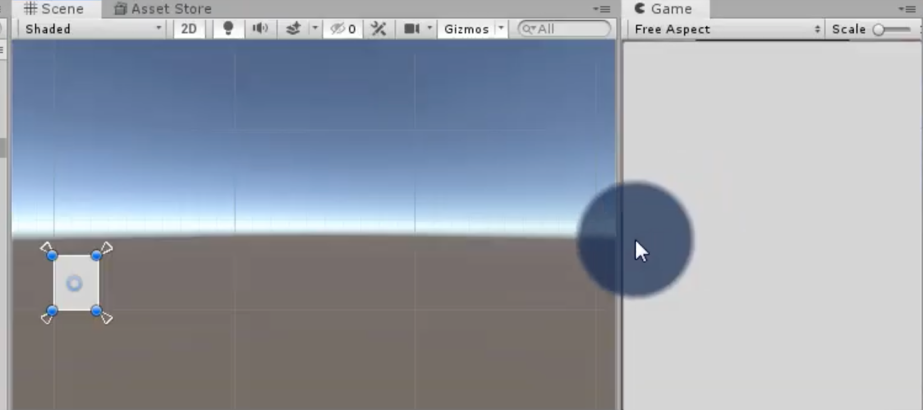 Scene
Asset Store
Game
Shaded
2D
0
Gizmos
All
Free Aspect
Scale